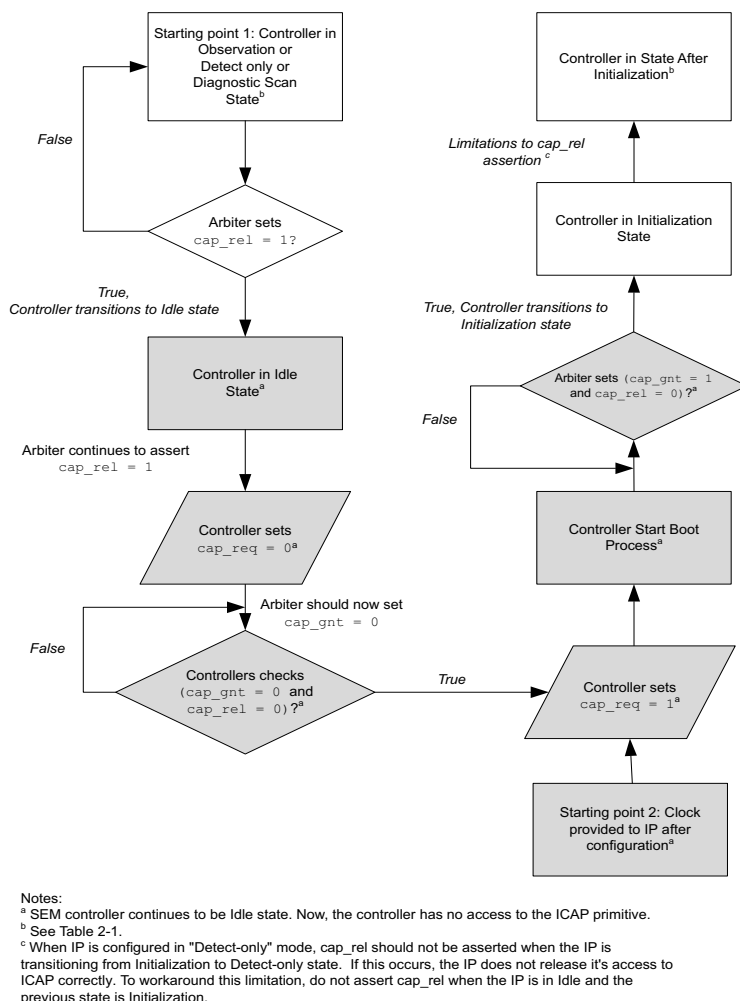 Starting point 1: Controller in
Observation or
Detect only or
Diagnostic Scan
State^b
False
Arbiter sets
cap_rel = 1?
True,
Controller transitions to Idle state
Controller in Idle
State^a
Arbiter continues to assert
cap_rel = 1
Controller sets
cap_req = 0^a
Arbiter should now set
cap_gnt = 0
False
Controllers checks
(cap_gnt = 0 and
cap_rel = 0)?^a
True
Controller in State After
Initialization^b
Limitations to cap_rel
assertion ^c
Controller in Initialization
State
True, Controller transitions to
Initialization state
Arbiter sets (cap_gnt = 1
and cap_rel = 0)?^a
False
Controller Start Boot
Process^a
Controller sets
cap_req = 1^a
Starting point 2: Clock
provided to IP after
configuration^a
Notes:
^a SEM controller continues to be Idle state. Now, the controller has no access to the ICAP primitive.
^b See Table 2-1.
^c When IP is configured in "Detect-only" mode, cap_rel should not be asserted when the IP is
transitioning from Initialization to Detect-only state. If this occurs, the IP does not release it's access to
ICAP correctly. To workaround this limitation, do not assert cap_rel when the IP is in Idle and the
previous state is Initialization.